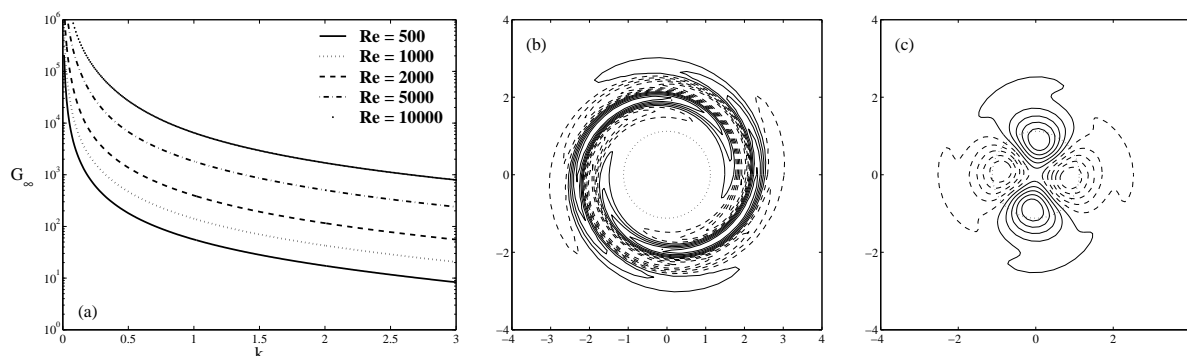 10^6
10^5
10^4
10^3
10^2
10^1
10^0
G_∞
0 0.5 1 1.5 2 2.5 3
k
(a)
Re = 500
Re = 1000
Re = 2000
Re = 5000
Re = 10000
(b)
4
2
0
−2
−4
−4 −3 −2 −1 0 1 2 3 4
(c)
4
2
0
−2
−4
−4 −2 0 2